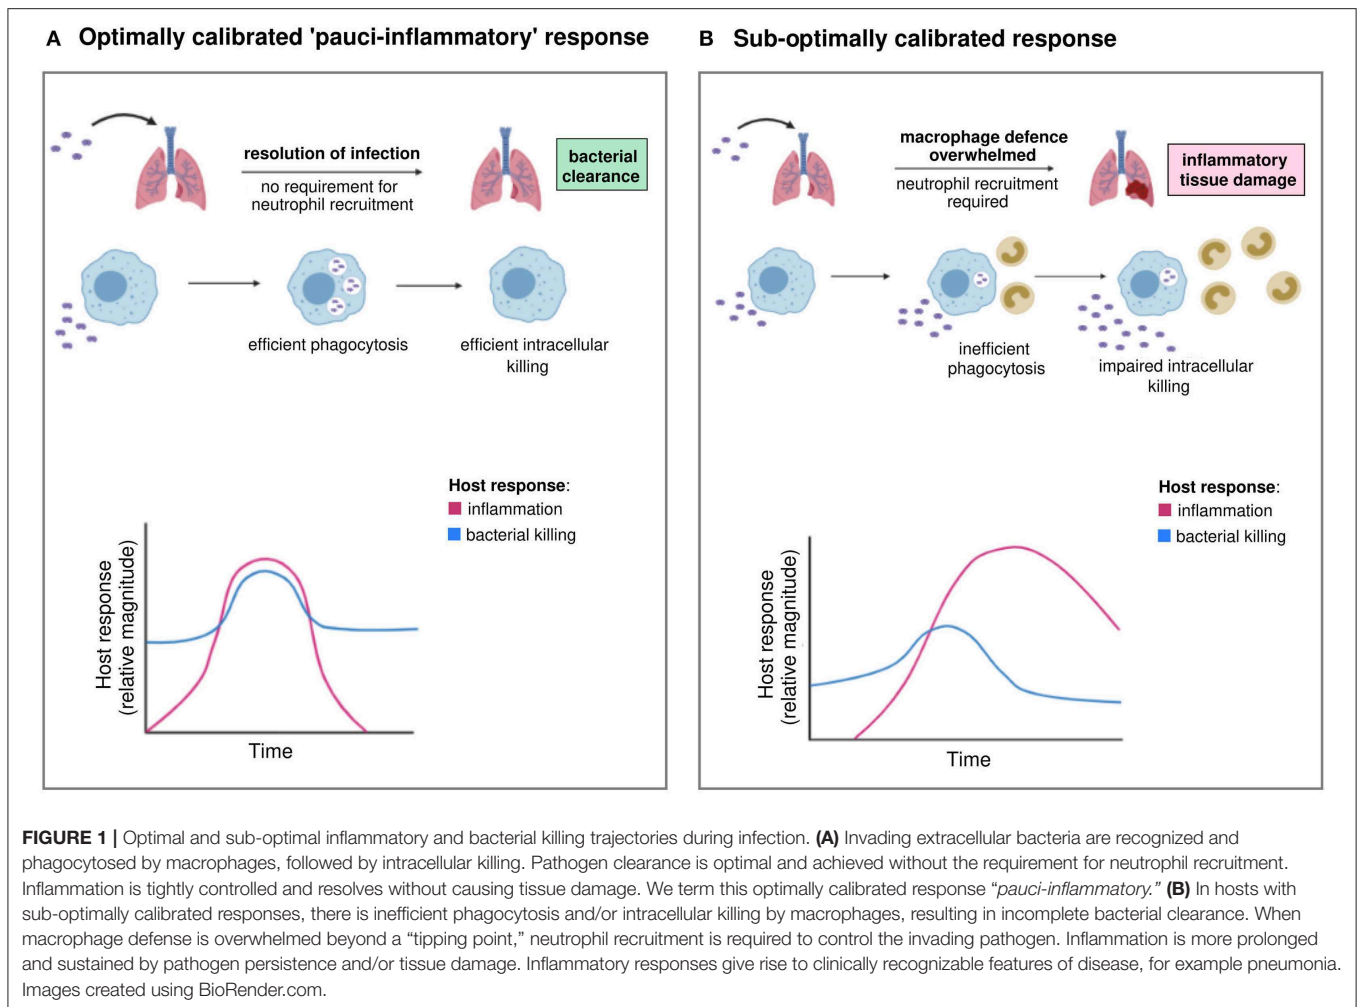 A Optimally calibrated 'pauci-inflammatory' response
resolution of infection
no requirement for
neutrophil recruitment
bacterial
clearance
efficient phagocytosis
efficient intracellular
killing
Host response:
inflammation
bacterial killing
Host response
(relative magnitude)
Time
B Sub-optimally calibrated response
macrophage defence
overwhelmed
neutrophil recruitment
required
inflammatory
tissue damage
inefficient
phagocytosis
impaired intracellular
killing
Host response:
inflammation
bacterial killing
Host response
(relative magnitude)
Time
FIGURE 1 | Optimal and sub-optimal inflammatory and bacterial killing trajectories during infection. (A) Invading extracellular bacteria are recognized and
phagocytosed by macrophages, followed by intracellular killing. Pathogen clearance is optimal and achieved without the requirement for neutrophil recruitment.
Inflammation is tightly controlled and resolves without causing tissue damage. We term this optimally calibrated response “pauci-inflammatory.” (B) In hosts with
sub-optimally calibrated responses, there is inefficient phagocytosis and/or intracellular killing by macrophages, resulting in incomplete bacterial clearance. When
macrophage defense is overwhelmed beyond a “tipping point,” neutrophil recruitment is required to control the invading pathogen. Inflammation is more prolonged
and sustained by pathogen persistence and/or tissue damage. Inflammatory responses give rise to clinically recognizable features of disease, for example pneumonia.
Images created using BioRender.com.